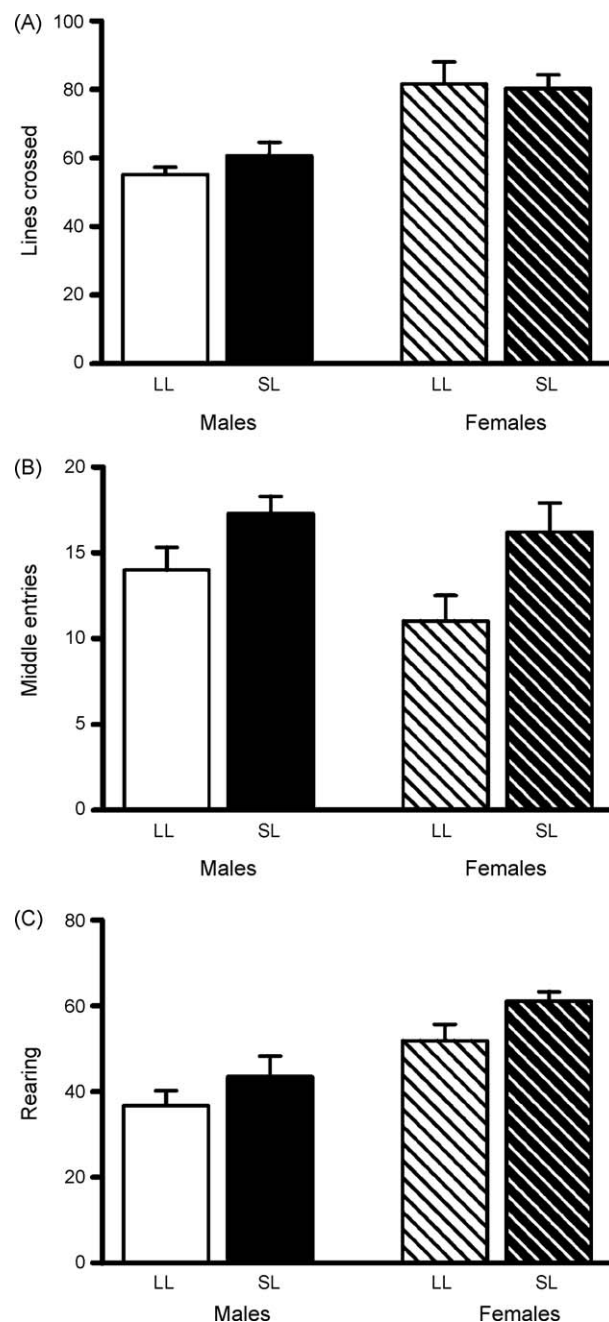 (A)
Lines crossed
100
80
60
40
20
0
LL SL LL SL
Males Females
(B)
Middle entries
20
15
10
5
0
LL SL LL SL
Males Females
(C)
Rearing
80
60
40
20
0
LL SL LL SL
Males Females